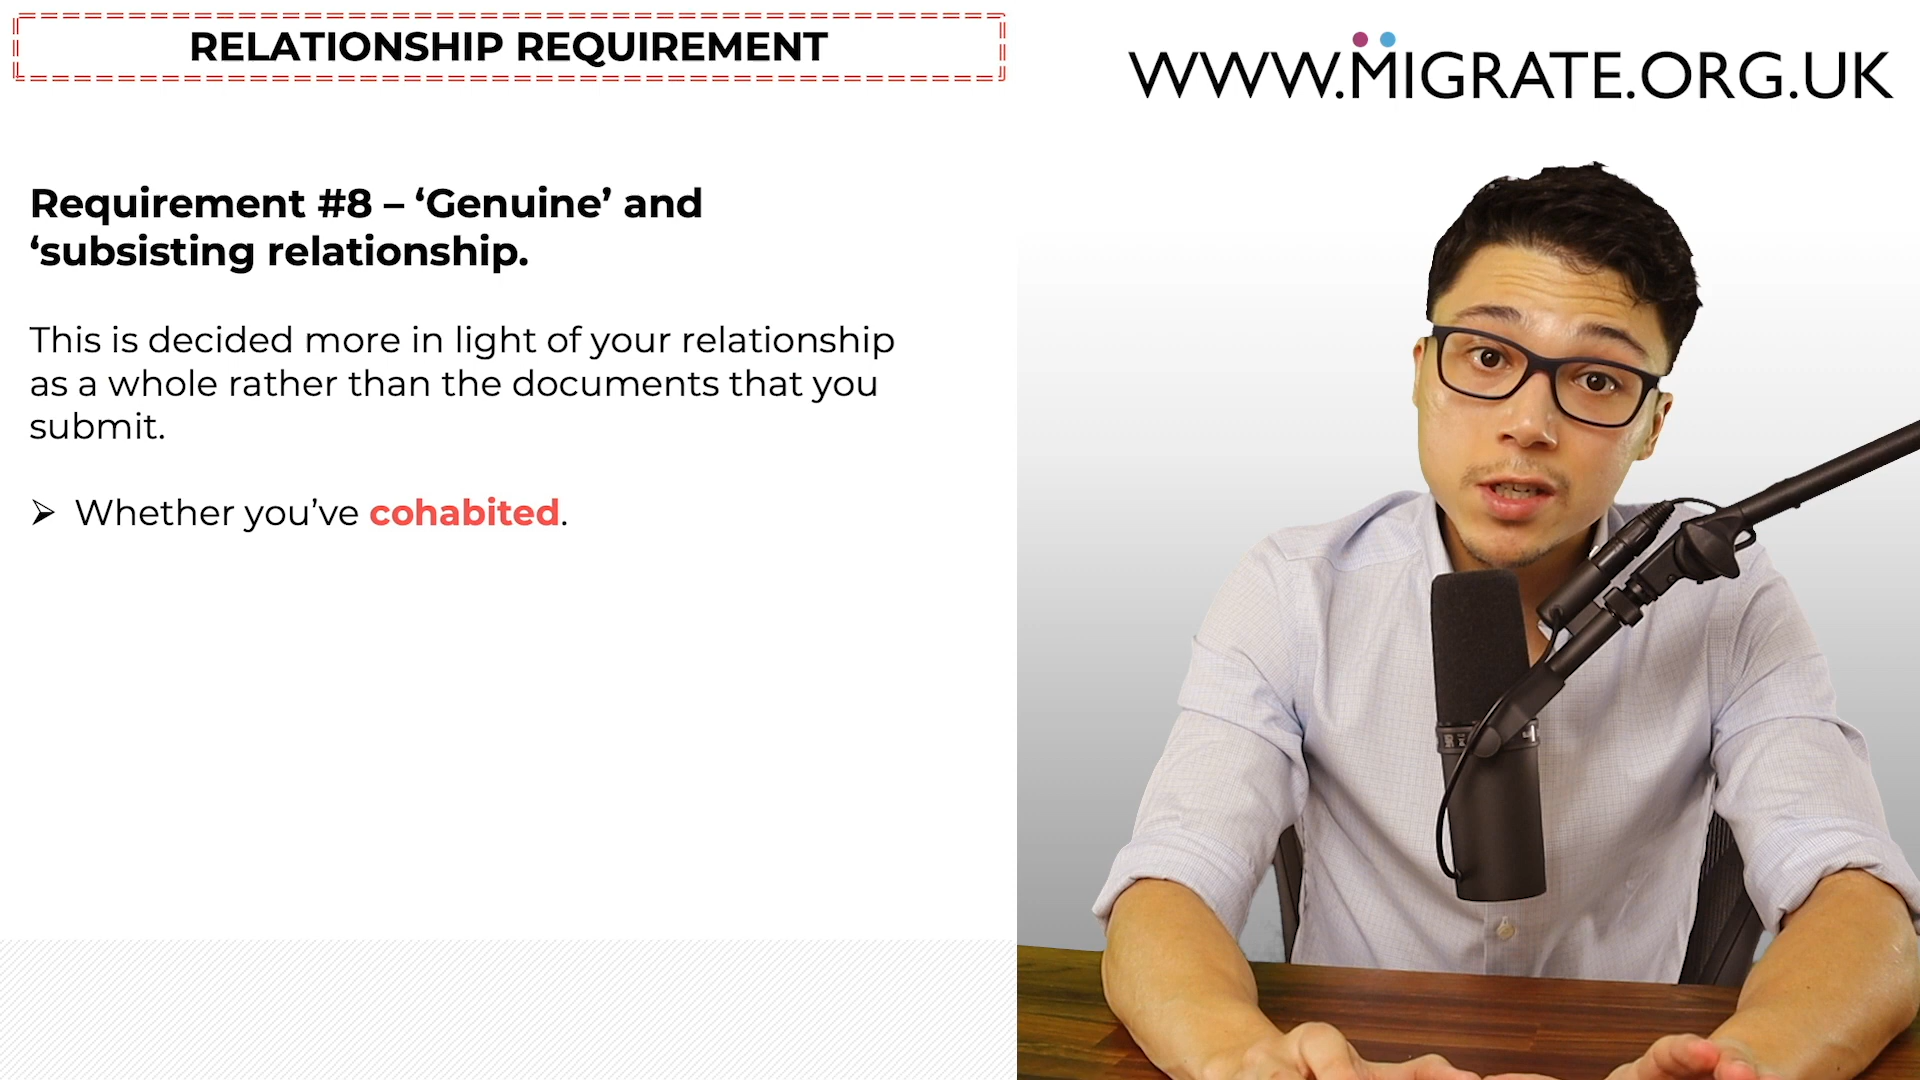 RELATIONSHIP REQUIREMENT
WWW.MIGRATE.ORG.UK
Requirement #8 – ‘Genuine’ and
‘subsisting relationship.
This is decided more in light of your relationship
as a whole rather than the documents that you
submit.
➢ Whether you’ve cohabited.